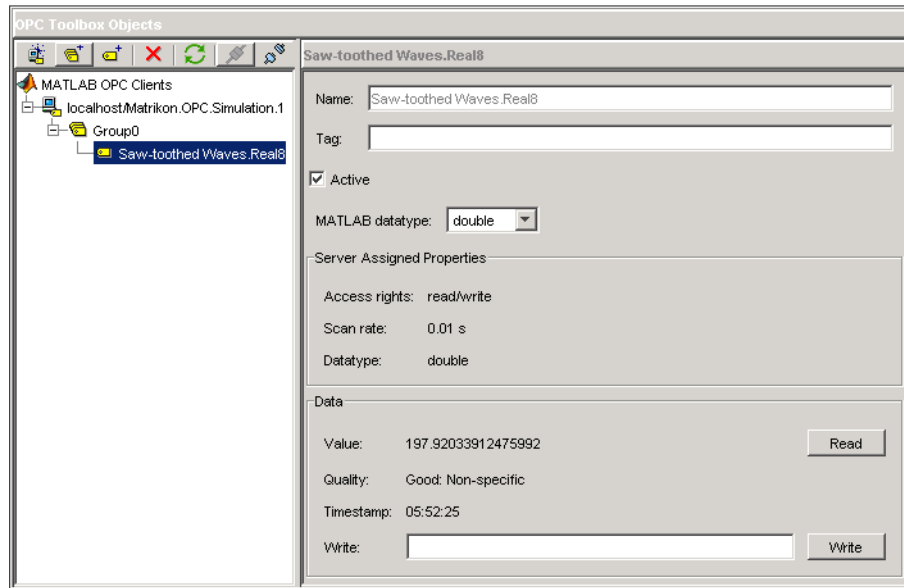 OPC Toolbox Objects
MATLAB OPC Clients
localhost/Matrikon.OPC.Simulation.1
Group0
Saw-toothed Waves.Real8
Saw-toothed Waves.Real8
Name: Saw-toothed Waves.Real8
Tag:
Active
MATLAB datatype: double
Server Assigned Properties
Access rights: read/write
Scan rate: 0.01 s
Datatype: double
Data
Value: 197.92033912475992 Read
Quality: Good: Non-specific
Timestamp: 05:52:25
Write: Write